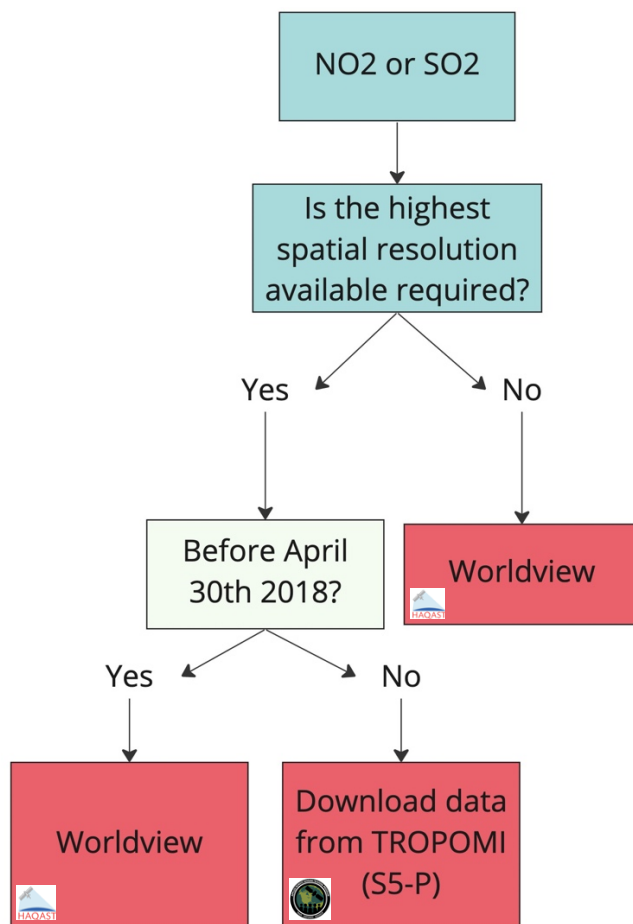 NO2 or SO2
Is the highest
spatial resolution
available required?
Yes
No
Before April
30th 2018?
Worldview
HAQAST
Yes
No
Worldview
HAQAST
Download data
from TROPOMI
(S5-P)